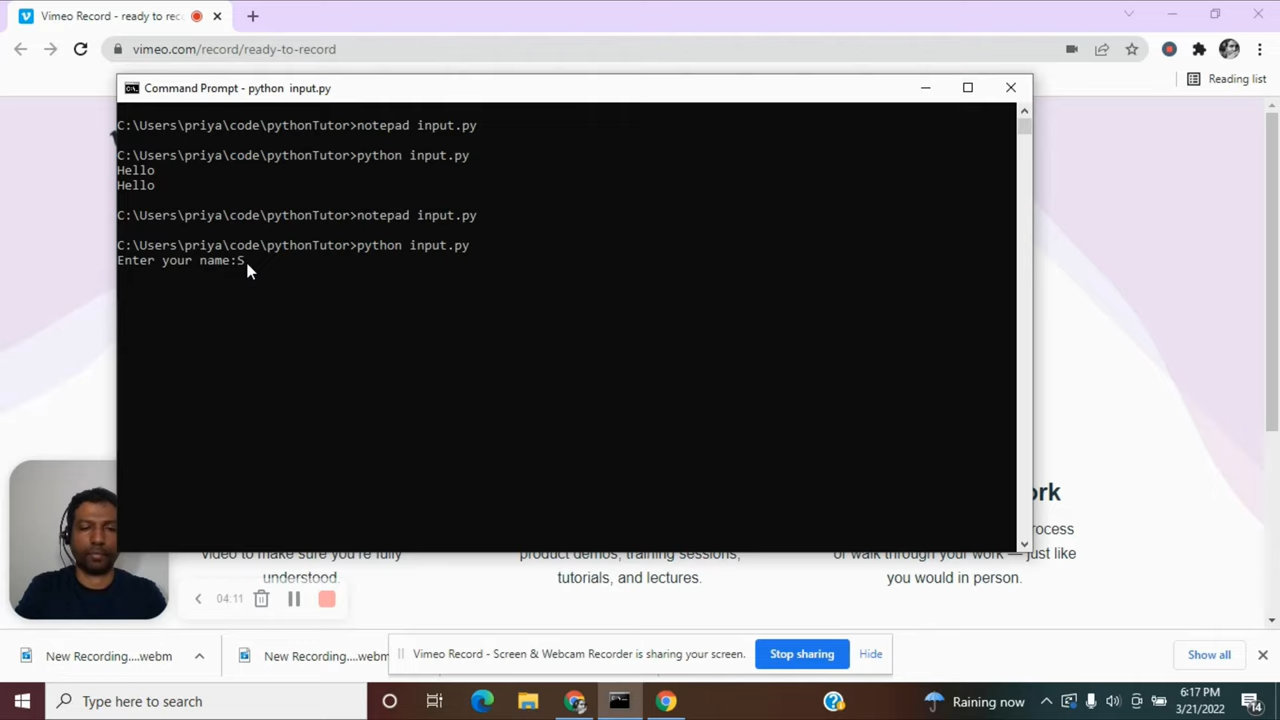 Vimeo Record - ready to rec
vimeo.com/record/ready-to-record
Reading list
Command Prompt - python input.py
C:\Users\priya\code\pythonTutor>notepad input.py
C:\Users\priya\code\pythonTutor>python input.py
Hello
Hello
C:\Users\priya\code\pythonTutor>notepad input.py
C:\Users\priya\code\pythonTutor>python input.py
Enter your name:S
ork
rocess
video to make sure you're fully
product demos, training sessions,
or walk through your work — just like
understood.
tutorials, and lectures.
you would in person.
04:11
New Recording....webm
New Recording....webm
Vimeo Record - Screen & Webcam Recorder is sharing your screen.
Stop sharing
Hide
Show all
Type here to search
Raining now
6:17 PM
3/21/2022
14